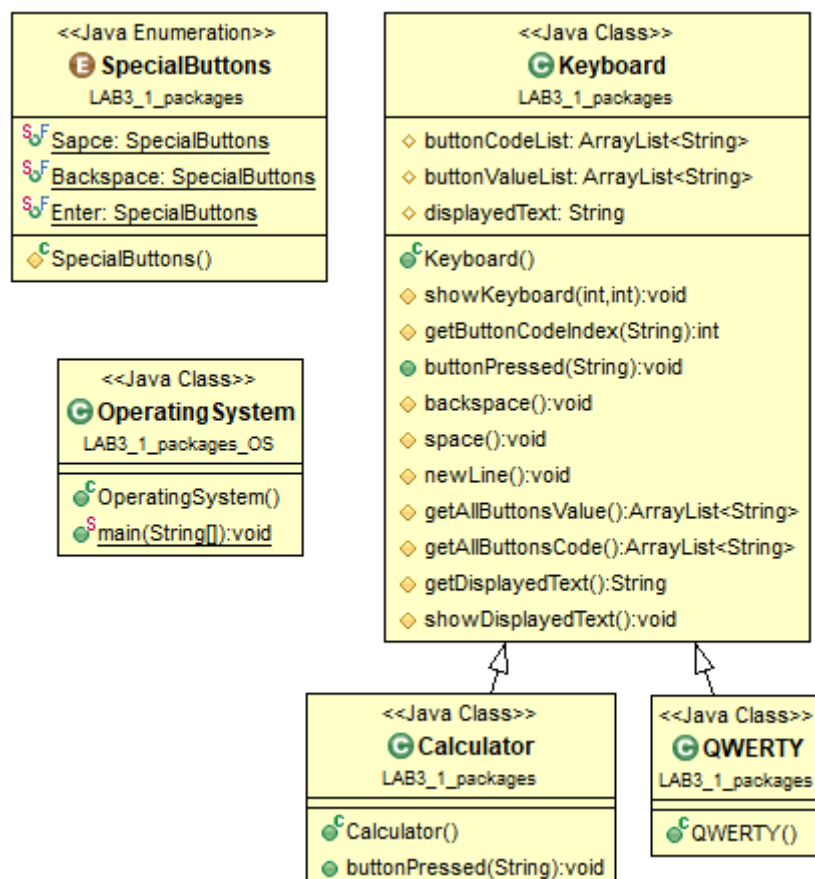 <<Java Enumeration>>
E SpecialButtons
LAB3_1_packages
S F Sapce: SpecialButtons
S F Backspace: SpecialButtons
S F Enter: SpecialButtons
C SpecialButtons()
<<Java Class>>
C Keyboard
LAB3_1_packages
buttonCodeList: ArrayList<String>
buttonValueList: ArrayList<String>
displayedText: String
C Keyboard()
showKeyboard(int,int):void
getButtonCodeIndex(String):int
buttonPressed(String):void
backspace():void
space():void
newLine():void
getAllButtonsValue():ArrayList<String>
getAllButtonsCode():ArrayList<String>
getDisplayedText():String
showDisplayedText():void
<<Java Class>>
C OperatingSystem
LAB3_1_packages_OS
C OperatingSystem()
S main(String[]):void
<<Java Class>>
C Calculator
LAB3_1_packages
C Calculator()
buttonPressed(String):void
<<Java Class>>
C QWERTY
LAB3_1_packages
C QWERTY()